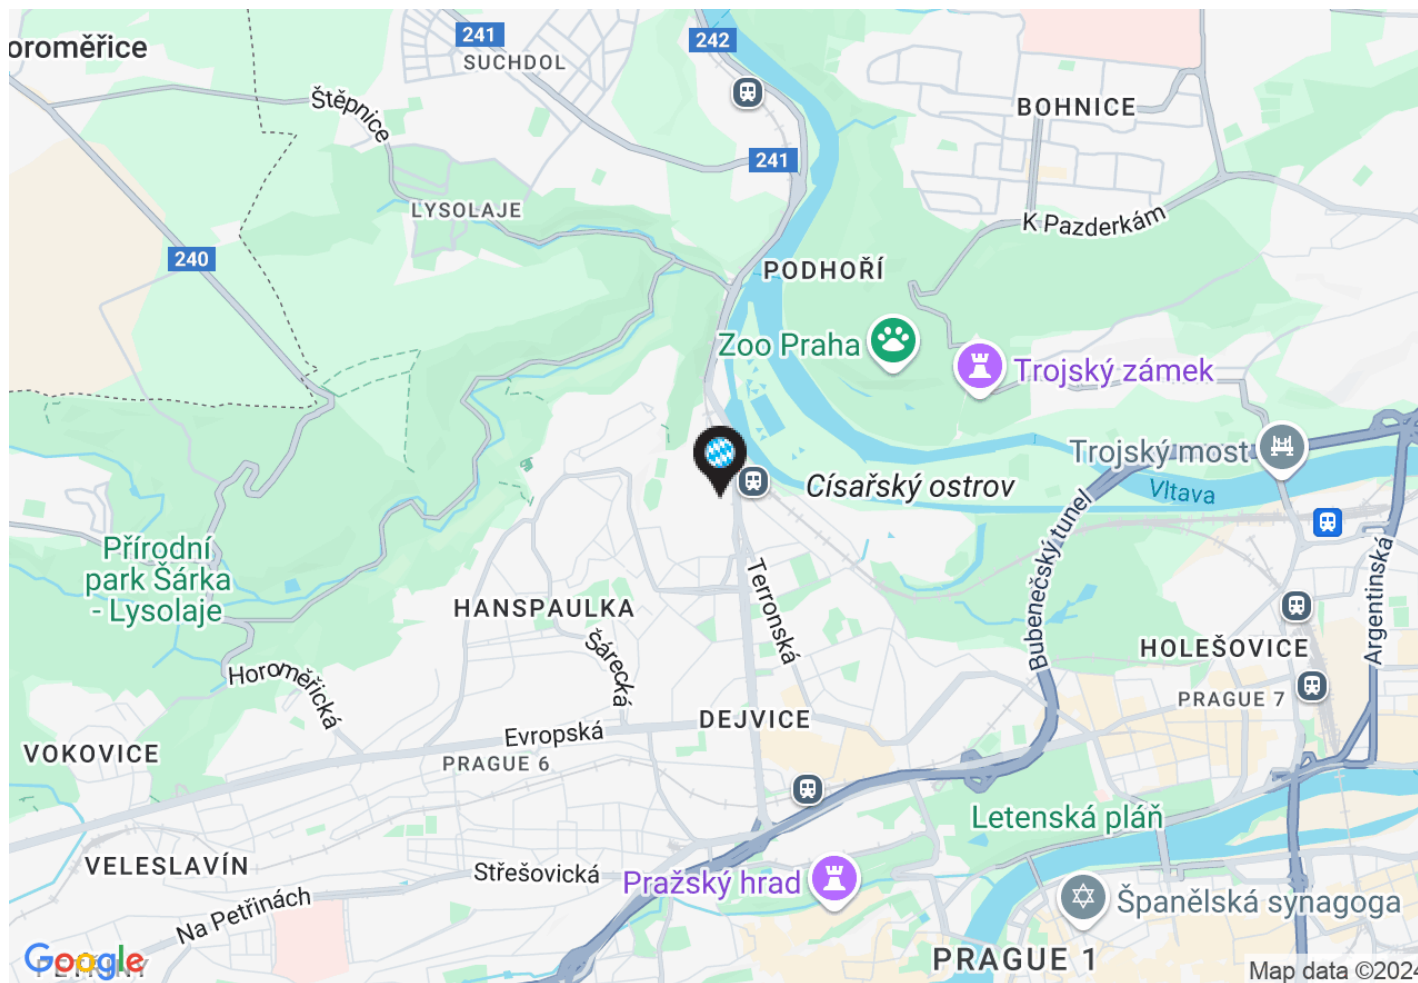 oroměřice
241
242
SUCHDOL
Štěpnice
BOHNICE
241
LYSOLAJE
K Pazderkám
240
PODHOŘÍ
Zoo Praha
Trojský zámek
Trojský most
Císařský ostrov
Vltava
Přírodní
park Šárka
- Lysolaje
Bubenečský tunel
Argentinská
Terronská
HANSPAULKA
Šárecká
HOLEŠOVICE
Horoměřická
PRAGUE 7
DEJVICE
Evropská
VOKOVICE
PRAGUE 6
Letenská pláň
VELESLAVÍN
Střešovická
Pražský hrad
Španělská synagoga
Na Petřinách
PRAGUE 1
Google
Map data ©2024